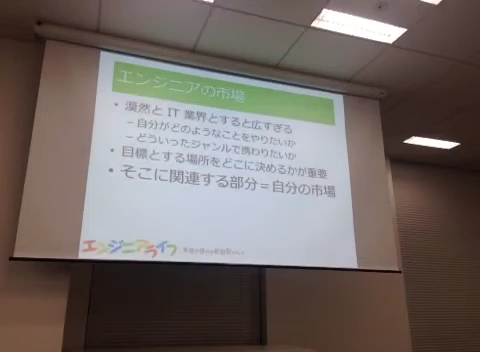 エンジニアの市場
• 漠然と IT 業界とすると広すぎる
– 自分がどのようなことをやりたいか
– どういったジャンルで携わりたいか
• 目標とする場所をどこに決めるかが重要
• そこに関連する部分＝自分の市場
エンジニアライフ